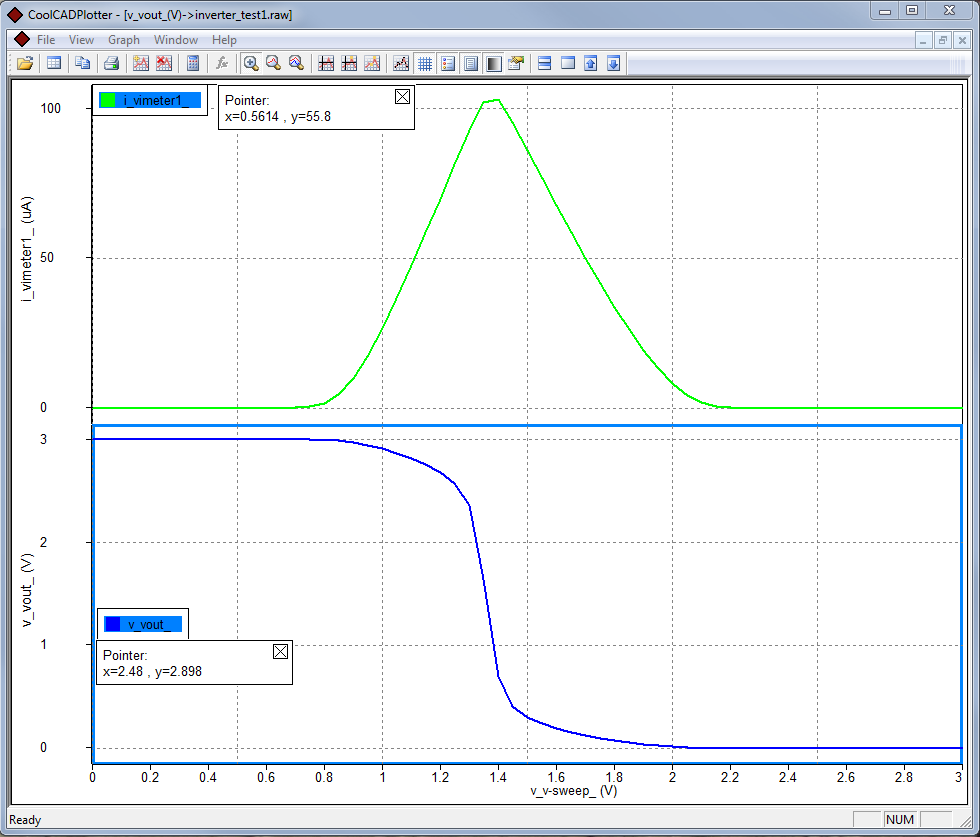 CoolCADPlotter - [v_vout_(V)->inverter_test1.raw]
File View Graph Window Help
i_vimeter1_
Pointer:
x=0.5614 , y=55.8
100
50
0
i_vimeter1_ (uA)
3
2
1
0
v_vout_ (V)
v_vout_
Pointer:
x=2.48 , y=2.898
0 0.2 0.4 0.6 0.8 1 1.2 1.4 1.6 1.8 2 2.2 2.4 2.6 2.8 3
v_v-sweep_ (V)
Ready NUM